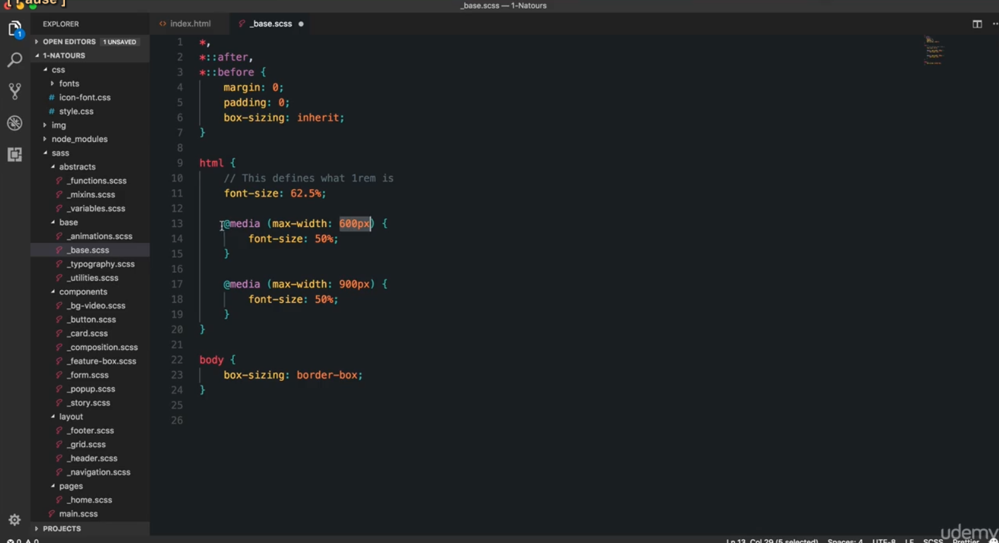 [Pause]
_base.scss — 1-Natours
EXPLORER
OPEN EDITORS 1 UNSAVED
1-NATOURS
css
fonts
# icon-font.css
# style.css
img
node_modules
sass
abstracts
_functions.scss
_mixins.scss
_variables.scss
base
_animations.scss
_base.scss
_typography.scss
_utilities.scss
components
_bg-video.scss
_button.scss
_card.scss
_composition.scss
_feature-box.scss
_form.scss
_popup.scss
_story.scss
layout
_footer.scss
_grid.scss
_header.scss
_navigation.scss
pages
_home.scss
main.scss
PROJECTS
1
<> index.html
_base.scss
1 *,
2 *::after,
3 *::before {
4 margin: 0;
5 padding: 0;
6 box-sizing: inherit;
7 }
8
9 html {
10 // This defines what 1rem is
11 font-size: 62.5%;
12
13 @media (max-width: 600px) {
14 font-size: 50%;
15 }
16
17 @media (max-width: 900px) {
18 font-size: 50%;
19 }
20 }
21
22 body {
23 box-sizing: border-box;
24 }
25
26
udemy
0 0
Ln 13, Col 29 (5 selected) Spaces: 4 UTF-8 LF SCSS Prettier